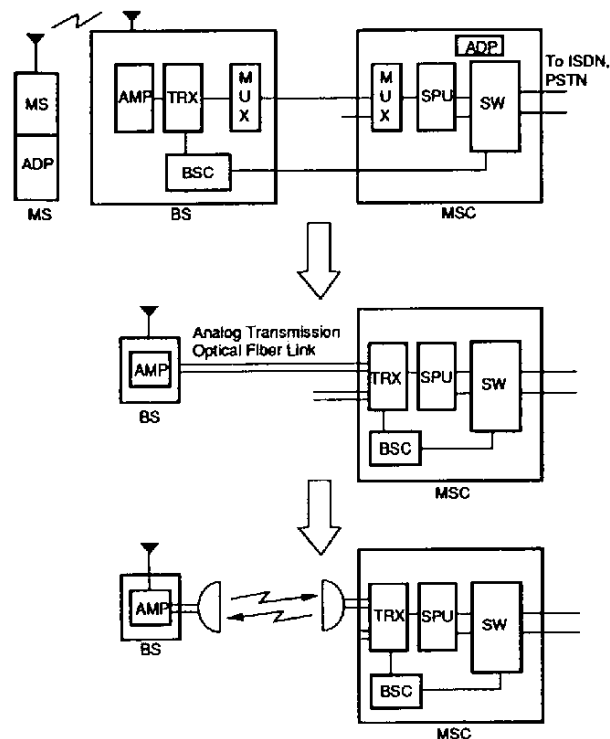 MS
ADP
MS
AMP
TRX
MUX
BSC
BS
MUX
SPU
ADP
SW
MSC
To ISDN,
PSTN
Analog Transmission
Optical Fiber Link
AMP
BS
TRX
SPU
SW
BSC
MSC
AMP
BS
TRX
SPU
SW
BSC
MSC